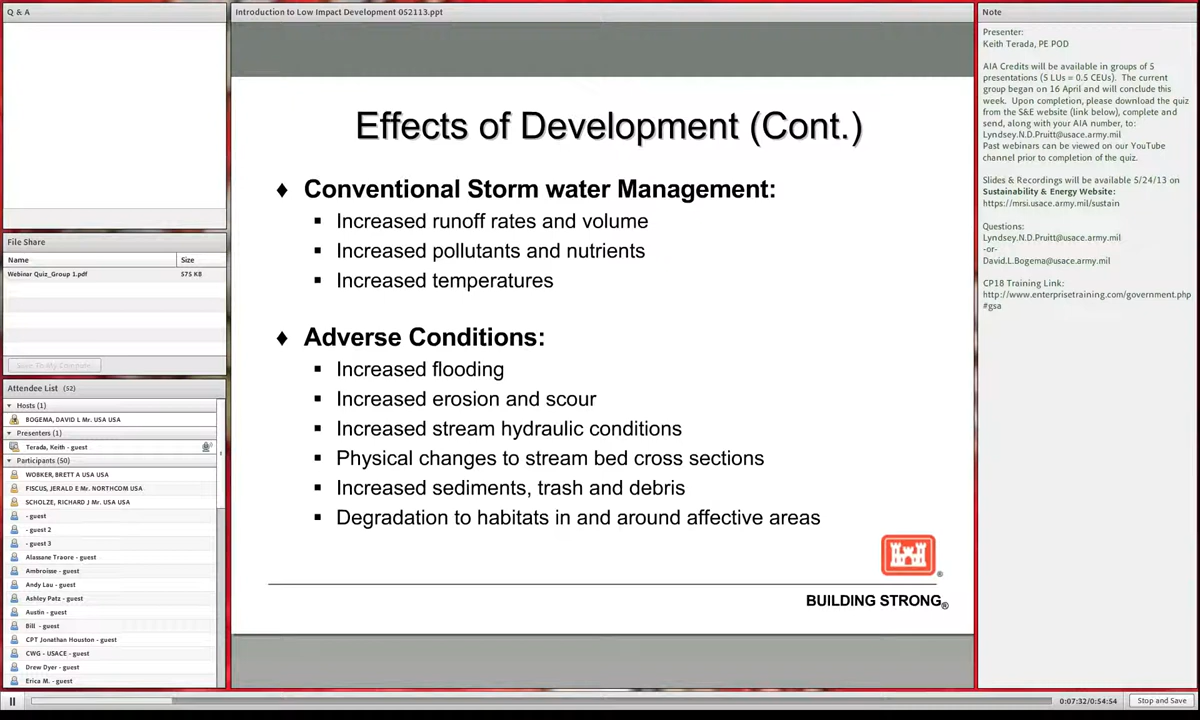 Q & A
File Share
Name Size
Webinar Quiz_Group 1.pdf 575 KB
Save To My Computer
Attendee List (52)
Hosts (1)
BOGEMA, DAVID L Mr. USA USA
Presenters (1)
Terada, Keith - guest
Participants (50)
WOBKER, BRETT A USA USA
FISCUS, JERALD E Mr. NORTHCOM USA
SCHOLZE, RICHARD J Mr. USA USA
- guest
- guest 2
- guest 3
Alassane Traore - guest
Ambroisse - guest
Andy Lau - guest
Ashley Patz - guest
Austin - guest
Bill - guest
CPT Jonathan Houston - guest
CWG - USACE - guest
Drew Dyer - guest
Erica M. - guest
Introduction to Low Impact Development 052113.ppt
Effects of Development (Cont.)
♦ Conventional Storm water Management:
▪ Increased runoff rates and volume
▪ Increased pollutants and nutrients
▪ Increased temperatures
♦ Adverse Conditions:
▪ Increased flooding
▪ Increased erosion and scour
▪ Increased stream hydraulic conditions
▪ Physical changes to stream bed cross sections
▪ Increased sediments, trash and debris
▪ Degradation to habitats in and around affective areas
®
BUILDING STRONG®
Note
Presenter:
Keith Terada, PE POD
AIA Credits will be available in groups of 5
presentations (5 LUs = 0.5 CEUs). The current
group began on 16 April and will conclude this
week. Upon completion, please download the quiz
from the S&E website (link below), complete and
send, along with your AIA number, to:
Lyndsey.N.D.Pruitt@usace.army.mil
Past webinars can be viewed on our YouTube
channel prior to completion of the quiz.
Slides & Recordings will be available 5/24/13 on
Sustainability & Energy Website:
https://mrsi.usace.army.mil/sustain
Questions:
Lyndsey.N.D.Pruitt@usace.army.mil
-or-
David.L.Bogema@usace.army.mil
CP18 Training Link:
http://www.enterprisetraining.com/government.php
#gsa
0:07:32/0:54:54
Stop and Save